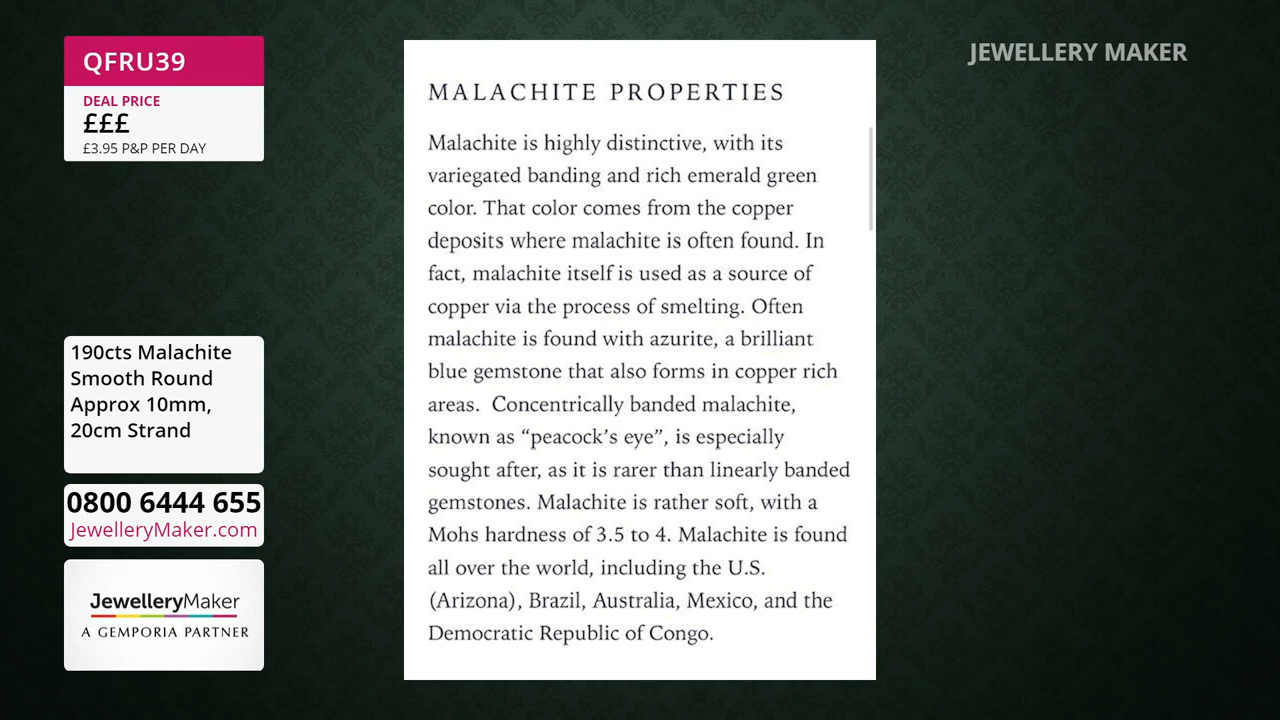 QFRU39
DEAL PRICE
£££
£3.95 P&P PER DAY
190cts Malachite
Smooth Round
Approx 10mm,
20cm Strand
0800 6444 655
JewelleryMaker.com
JewelleryMaker
A GEMPORIA PARTNER
MALACHITE PROPERTIES
Malachite is highly distinctive, with its
variegated banding and rich emerald green
color. That color comes from the copper
deposits where malachite is often found. In
fact, malachite itself is used as a source of
copper via the process of smelting. Often
malachite is found with azurite, a brilliant
blue gemstone that also forms in copper rich
areas.  Concentrically banded malachite,
known as “peacock’s eye”, is especially
sought after, as it is rarer than linearly banded
gemstones. Malachite is rather soft, with a
Mohs hardness of 3.5 to 4. Malachite is found
all over the world, including the U.S.
(Arizona), Brazil, Australia, Mexico, and the
Democratic Republic of Congo.
JEWELLERY MAKER